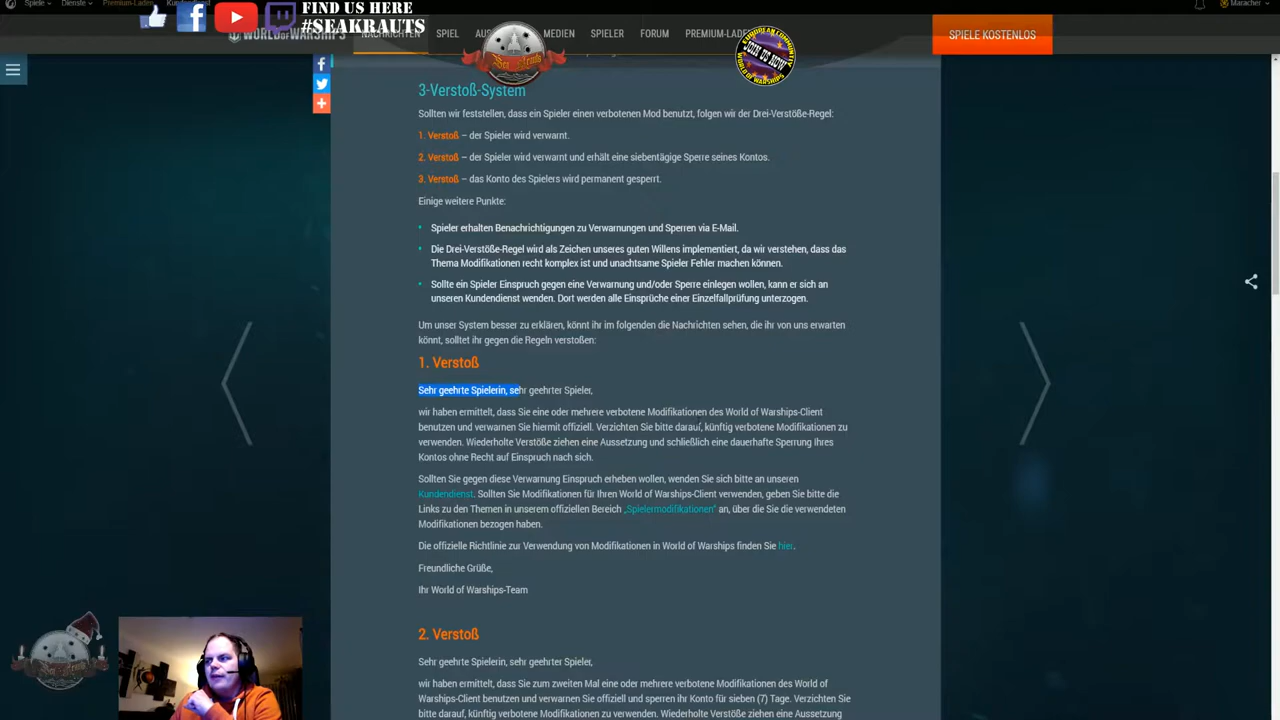 Spiele
Dienste
Premium-Laden
Maracher
FIND US HERE
#SEAKRAUTS
WORLD OF WARSHIPS
NACHRICHTEN
SPIEL
MEDIEN
SPIELER
FORUM
SPIELE KOSTENLOS
JOIN US NOW
3-Verstoß-System
Sollten wir feststellen, dass ein Spieler einen verbotenen Mod benutzt, folgen wir der Drei-Verstöße-Regel:
1. Verstoß – der Spieler wird verwarnt.
2. Verstoß – der Spieler wird verwarnt und erhält eine siebentägige Sperre seines Kontos.
3. Verstoß – das Konto des Spielers wird permanent gesperrt.
Einige weitere Punkte:
Spieler erhalten Benachrichtigungen zu Verwarnungen und Sperren via E-Mail.
Die Drei-Verstöße-Regel wird als Zeichen unseres guten Willens implementiert, da wir verstehen, dass das
Thema Modifikationen recht komplex ist und unachtsame Spieler Fehler machen können.
Sollte ein Spieler Einspruch gegen eine Verwarnung und/oder Sperre einlegen wollen, kann er sich an
unseren Kundendienst wenden. Dort werden alle Einsprüche einer Einzelfallprüfung unterzogen.
Um unser System besser zu erklären, könnt ihr im folgenden die Nachrichten sehen, die ihr von uns erwarten
könnt, solltet ihr gegen die Regeln verstoßen:
1. Verstoß
Sehr geehrte Spielerin, sehr geehrter Spieler,
wir haben ermittelt, dass Sie eine oder mehrere verbotene Modifikationen des World of Warships-Client
benutzen und verwarnen Sie hiermit offiziell. Verzichten Sie bitte darauf, künftig verbotene Modifikationen zu
verwenden. Wiederholte Verstöße ziehen eine Aussetzung und schließlich eine dauerhafte Sperrung Ihres
Kontos ohne Recht auf Einspruch nach sich.
Sollten Sie gegen diese Verwarnung Einspruch erheben wollen, wenden Sie sich bitte an unseren
Kundendienst. Sollten Sie Modifikationen für Ihren World of Warships-Client verwenden, geben Sie bitte die
Links zu den Themen in unserem offiziellen Bereich „Spielermodifikationen" an, über die Sie die verwendeten
Modifikationen bezogen haben.
Die offizielle Richtlinie zur Verwendung von Modifikationen in World of Warships finden Sie hier.
Freundliche Grüße,
Ihr World of Warships-Team
2. Verstoß
Sehr geehrte Spielerin, sehr geehrter Spieler,
wir haben ermittelt, dass Sie zum zweiten Mal eine oder mehrere verbotene Modifikationen des World of
Warships-Client benutzen und verwarnen Sie offiziell und sperren ihr Konto für sieben (7) Tage. Verzichten Sie
bitte darauf, künftig verbotene Modifikationen zu verwenden. Wiederholte Verstöße ziehen eine Aussetzung